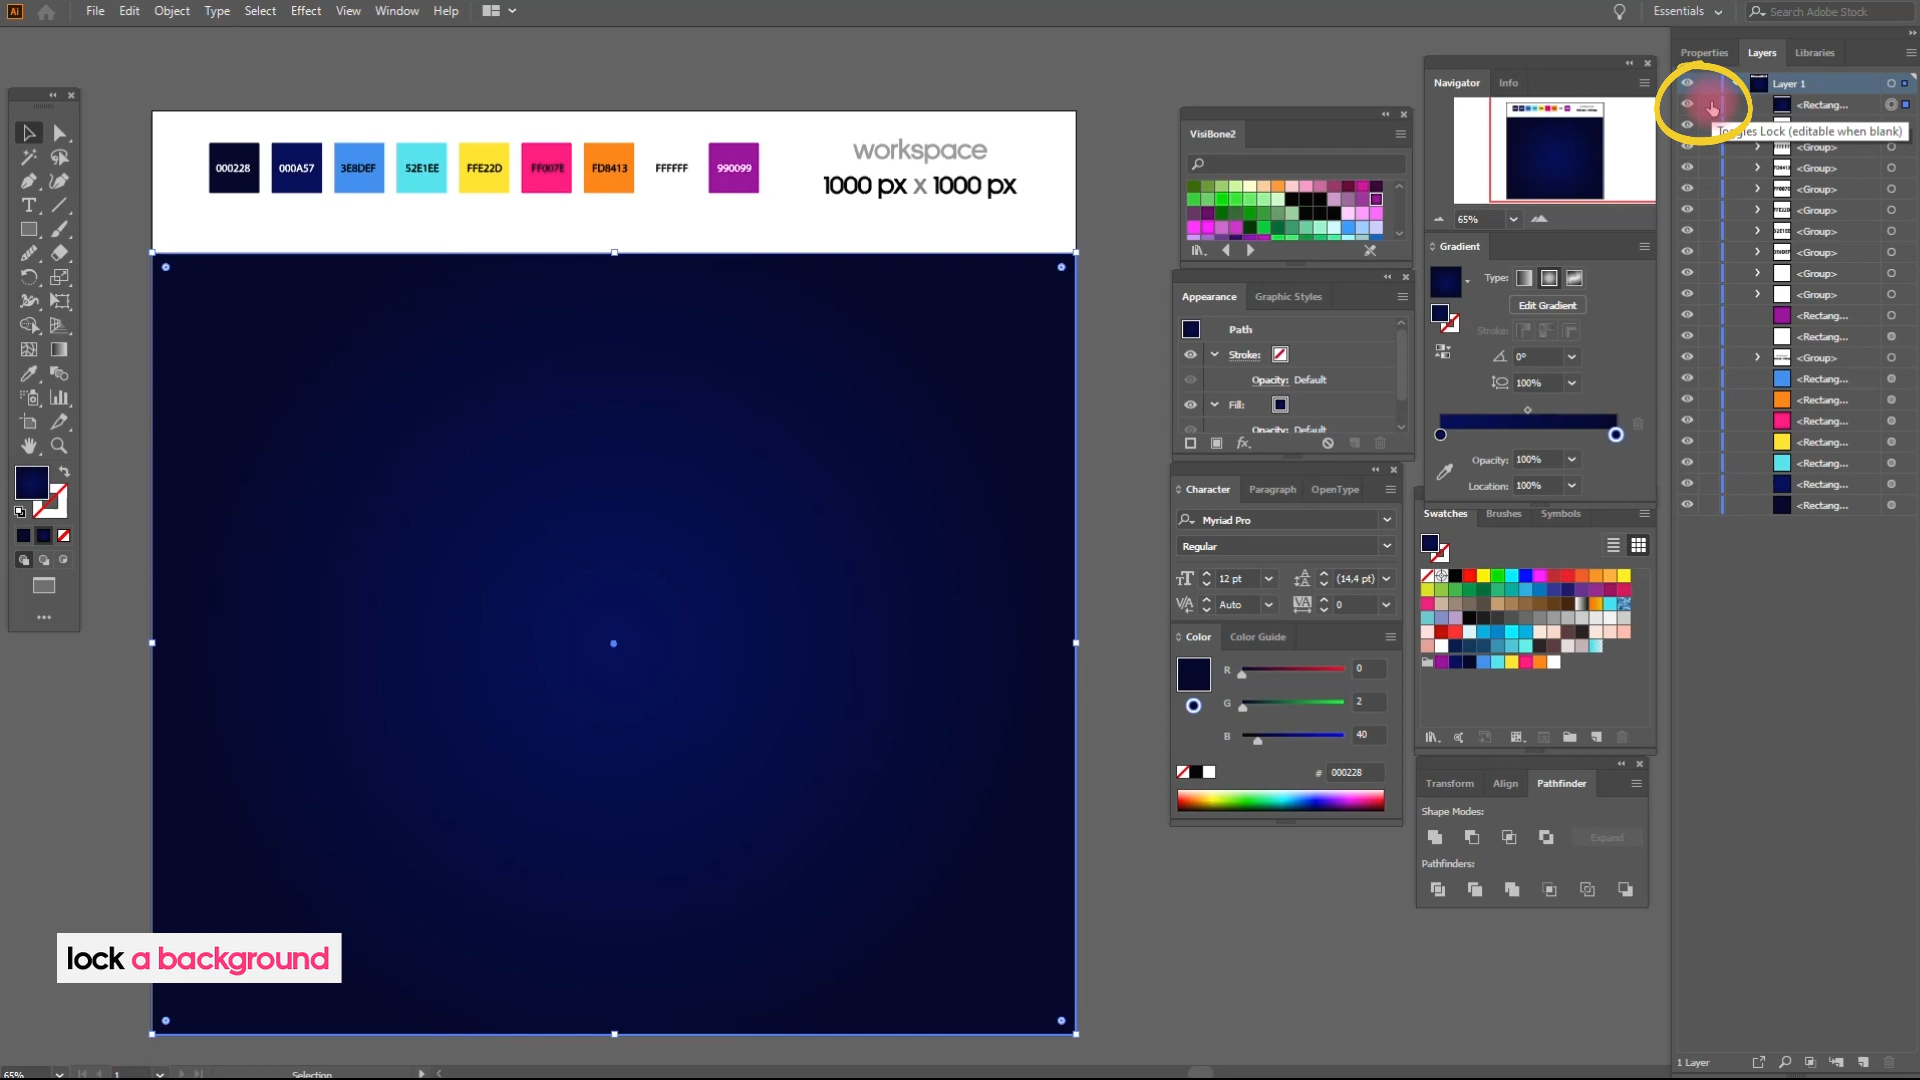 Ai File Edit Object Type Select Effect View Window Help
Essentials Search Adobe Stock
Properties Layers Libraries
Navigator Info
65%
Layer 1
<Rectang...
Toggles Lock (editable when blank)
<Group>
<Group>
<Group>
<Group>
<Group>
<Group>
<Group>
<Group>
<Rectang...
<Rectang...
<Group>
<Rectang...
<Rectang...
<Rectang...
<Rectang...
<Rectang...
<Rectang...
<Rectang...
1 Layer
000228 000A57 3E8DEF 52E1EE FFE22D FF007E FD8413 FFFFFF 990099
workspace
1000 px x 1000 px
VisiBone2
Appearance Graphic Styles
Path
Stroke:
Opacity: Default
Fill:
Opacity: Default
fx
Character Paragraph OpenType
Myriad Pro
Regular
12 pt (14,4 pt)
Auto 0
Color Color Guide
R 0
G 2
B 40
# 000228
Gradient
Type:
Edit Gradient
Stroke:
0°
100%
Opacity: 100%
Location: 100%
Swatches Brushes Symbols
Transform Align Pathfinder
Shape Modes:
Expand
Pathfinders:
lock a background
65% 1 Selection